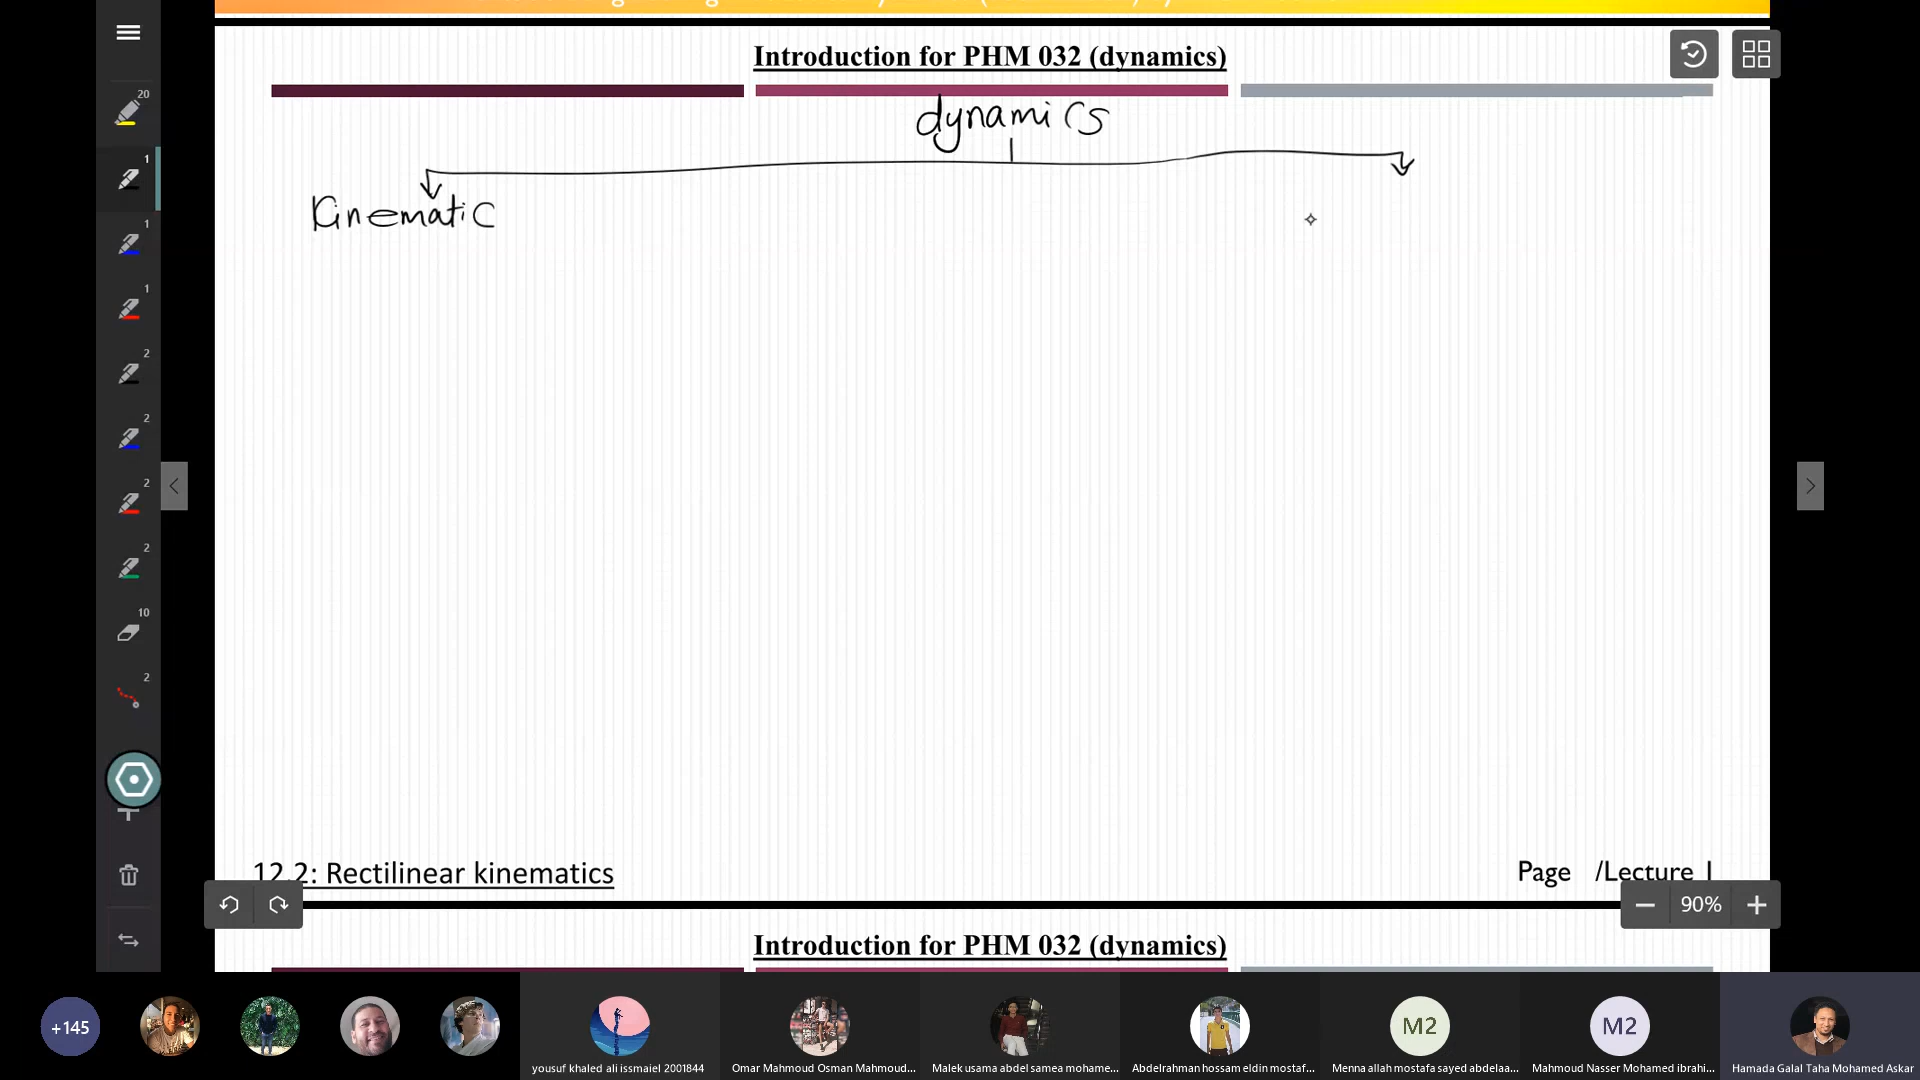 Introduction for PHM 032 (dynamics)
20
1
1
1
2
2
2
2
10
2
dynamics
Kinematic
12.2: Rectilinear kinematics
Page /Lecture 1
90%
Introduction for PHM 032 (dynamics)
+145
yousuf khaled ali issmaiel 2001844
Omar Mahmoud Osman Mahmoud...
Malek usama abdel samea mohame...
Abdelrahman hossam eldin mostaf...
M2
Menna allah mostafa sayed abdelaa...
M2
Mahmoud Nasser Mohamed ibrahi...
Hamada Galal Taha Mohamed Askar